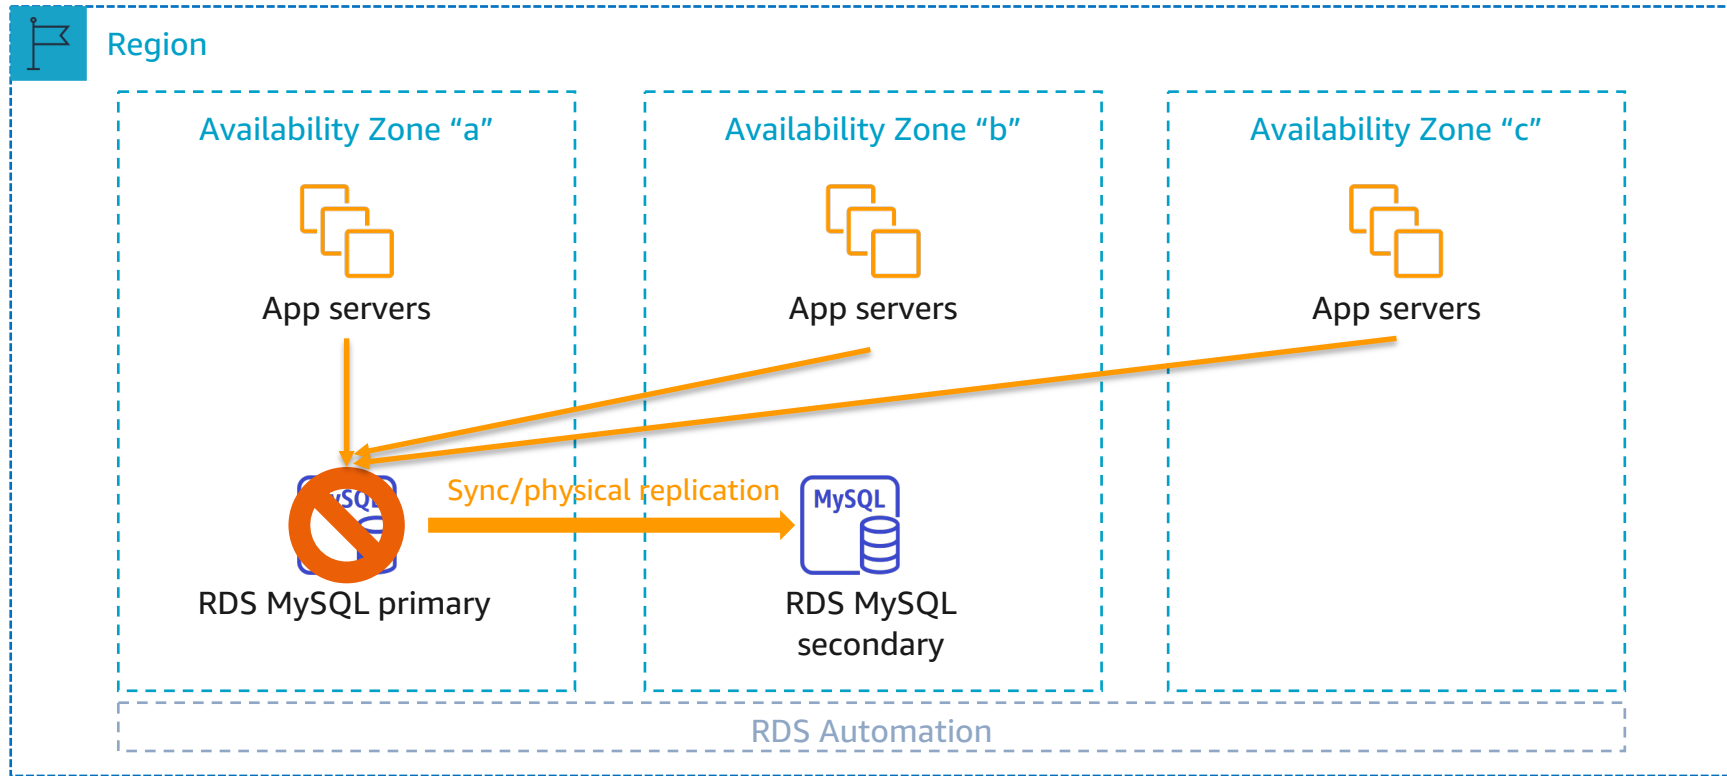 Region
Availability Zone “a”
Availability Zone “b”
Availability Zone “c”
App servers
App servers
App servers
Sync/physical replication
MySQL
MySQL
RDS MySQL primary
RDS MySQL
secondary
RDS Automation